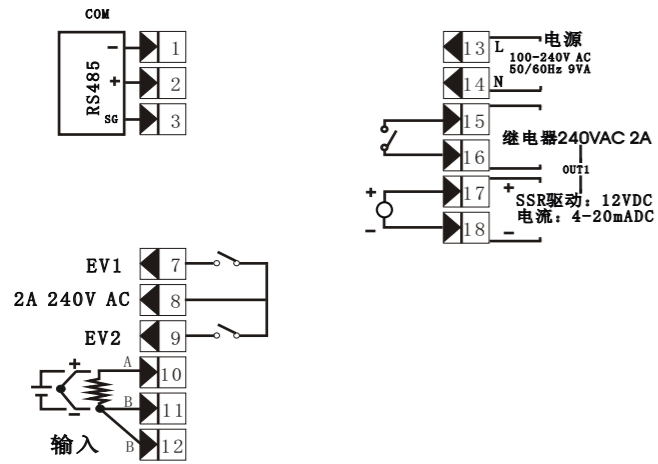 COM
RS485
− 1
+ 2
SG 3
13 L 电源
100-240V AC
50/60Hz 9VA
14 N
15
继电器240VAC 2A
16
OUT1
+ 17 +
SSR驱动：12VDC
电流：4-20mADC
− 18 −
EV1 7
2A 240V AC 8
EV2 9
+ A 10
− B 11
输入 B 12